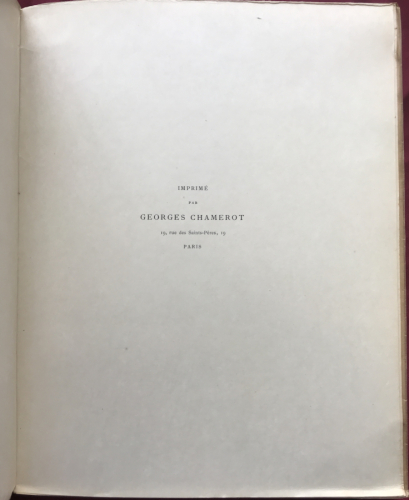 IMPRIMÉ
PAR
GEORGES CHAMEROT
19, rue des Saints-Pères, 19
PARIS